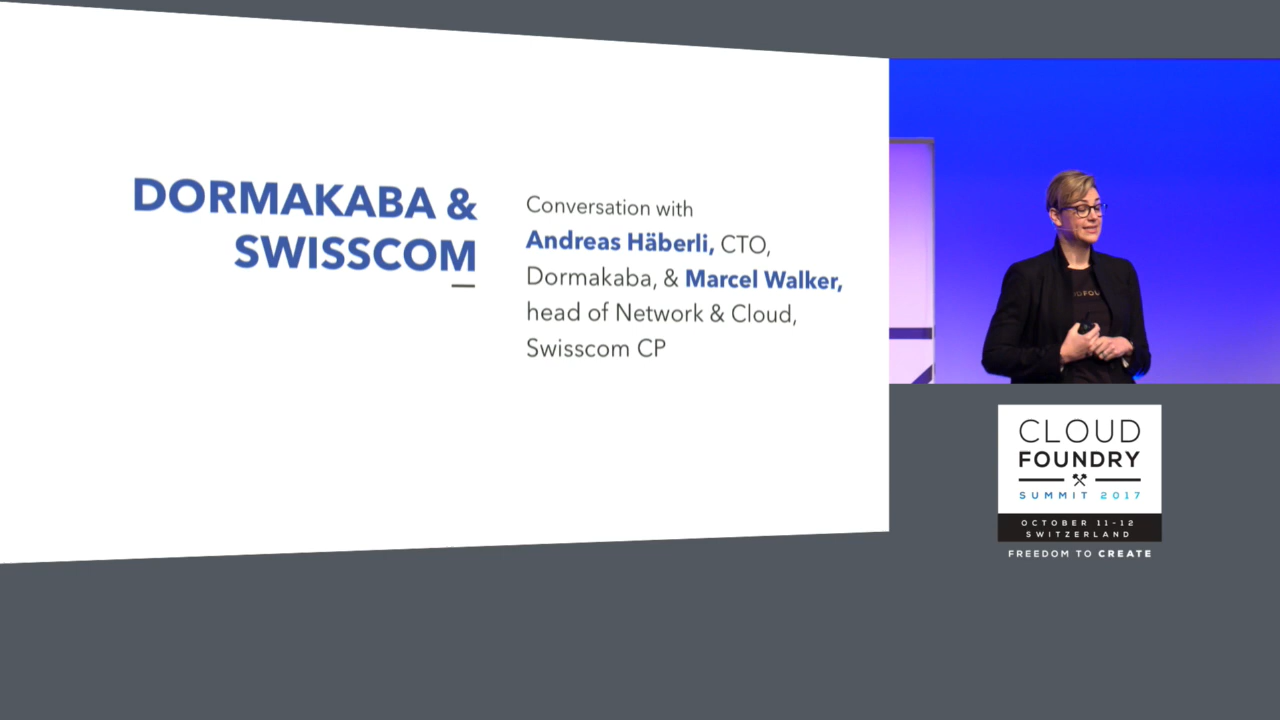 DORMAKABA &
SWISSCOM
Conversation with
Andreas Häberli, CTO,
Dormakaba, & Marcel Walker,
head of Network & Cloud,
Swisscom CP
CLOUD
FOUNDRY
SUMMIT 2017
OCTOBER 11-12
SWITZERLAND
FREEDOM TO CREATE